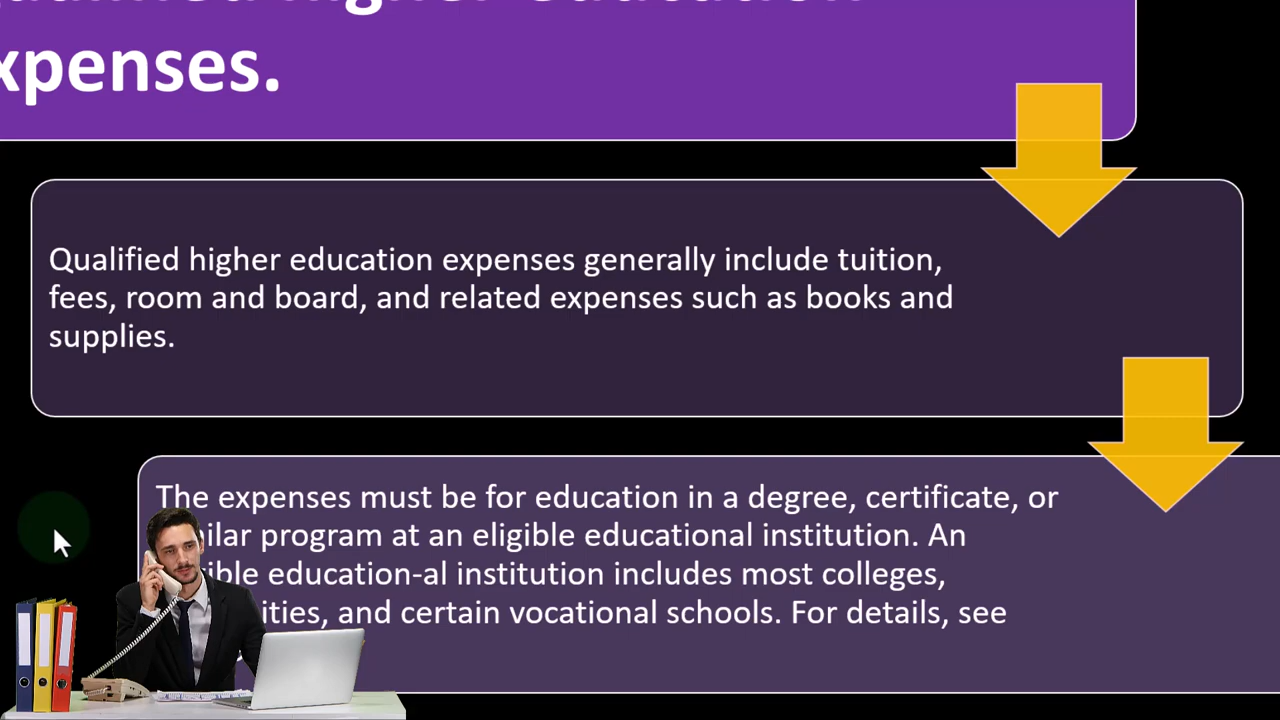 xpenses.
Qualified higher education expenses generally include tuition,
fees, room and board, and related expenses such as books and
supplies.
The expenses must be for education in a degree, certificate, or
ilar program at an eligible educational institution. An
ible education-al institution includes most colleges,
ities, and certain vocational schools. For details, see